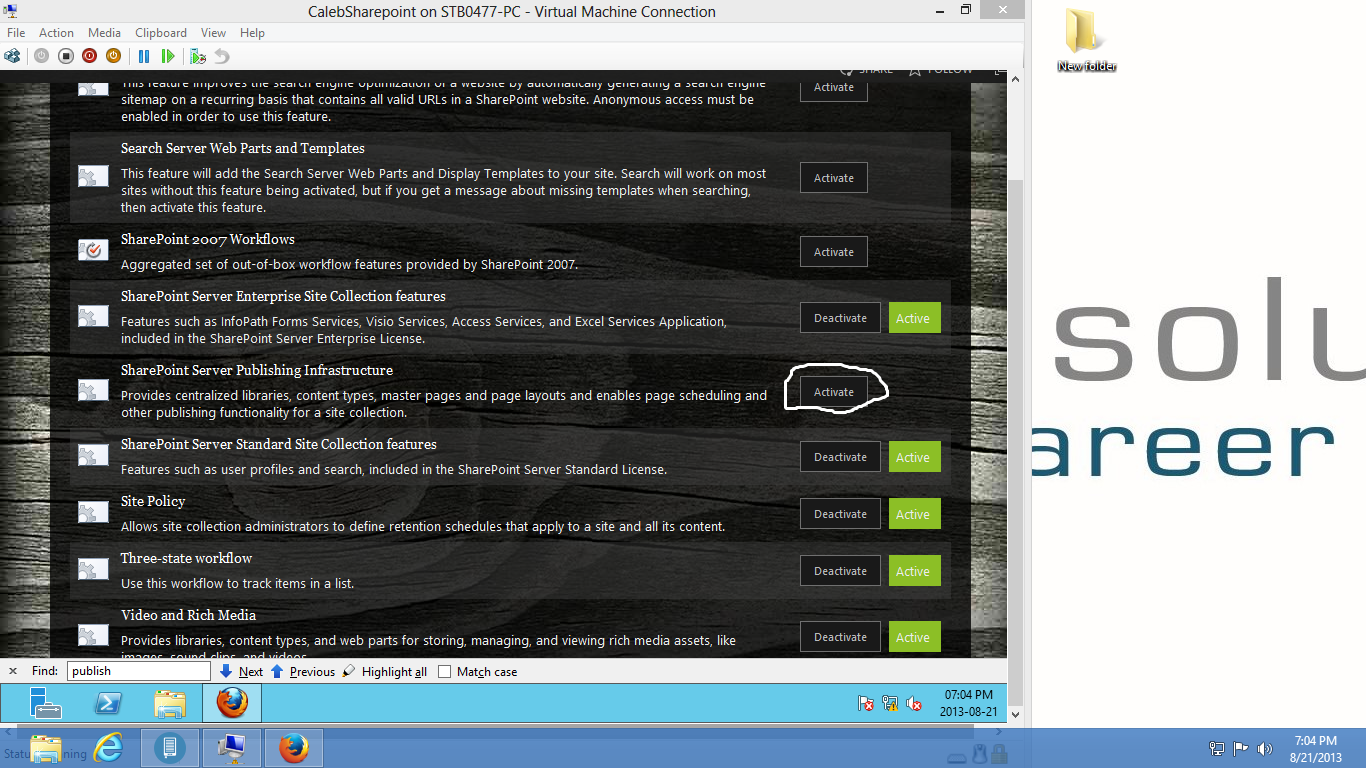 CalebSharepoint on STB0477-PC - Virtual Machine Connection
File Action Media Clipboard View Help
New folder
SHARE FOLLOW
This feature improves the search engine optimization of a website by automatically generating a search engine
sitemap on a recurring basis that contains all valid URLs in a SharePoint website. Anonymous access must be
enabled in order to use this feature.
Activate
Search Server Web Parts and Templates
This feature will add the Search Server Web Parts and Display Templates to your site. Search will work on most
sites without this feature being activated, but if you get a message about missing templates when searching,
then activate this feature.
Activate
SharePoint 2007 Workflows
Aggregated set of out-of-box workflow features provided by SharePoint 2007.
Activate
SharePoint Server Enterprise Site Collection features
Features such as InfoPath Forms Services, Visio Services, Access Services, and Excel Services Application,
included in the SharePoint Server Enterprise License.
Deactivate Active
SharePoint Server Publishing Infrastructure
Provides centralized libraries, content types, master pages and page layouts and enables page scheduling and
other publishing functionality for a site collection.
Activate
SharePoint Server Standard Site Collection features
Features such as user profiles and search, included in the SharePoint Server Standard License.
Deactivate Active
Site Policy
Allows site collection administrators to define retention schedules that apply to a site and all its content.
Deactivate Active
Three-state workflow
Use this workflow to track items in a list.
Deactivate Active
Video and Rich Media
Provides libraries, content types, and web parts for storing, managing, and viewing rich media assets, like
images, sound clips, and videos.
Deactivate Active
solu
areer
Find: publish Next Previous Highlight all Match case
07:04 PM
2013-08-21
7:04 PM
8/21/2013